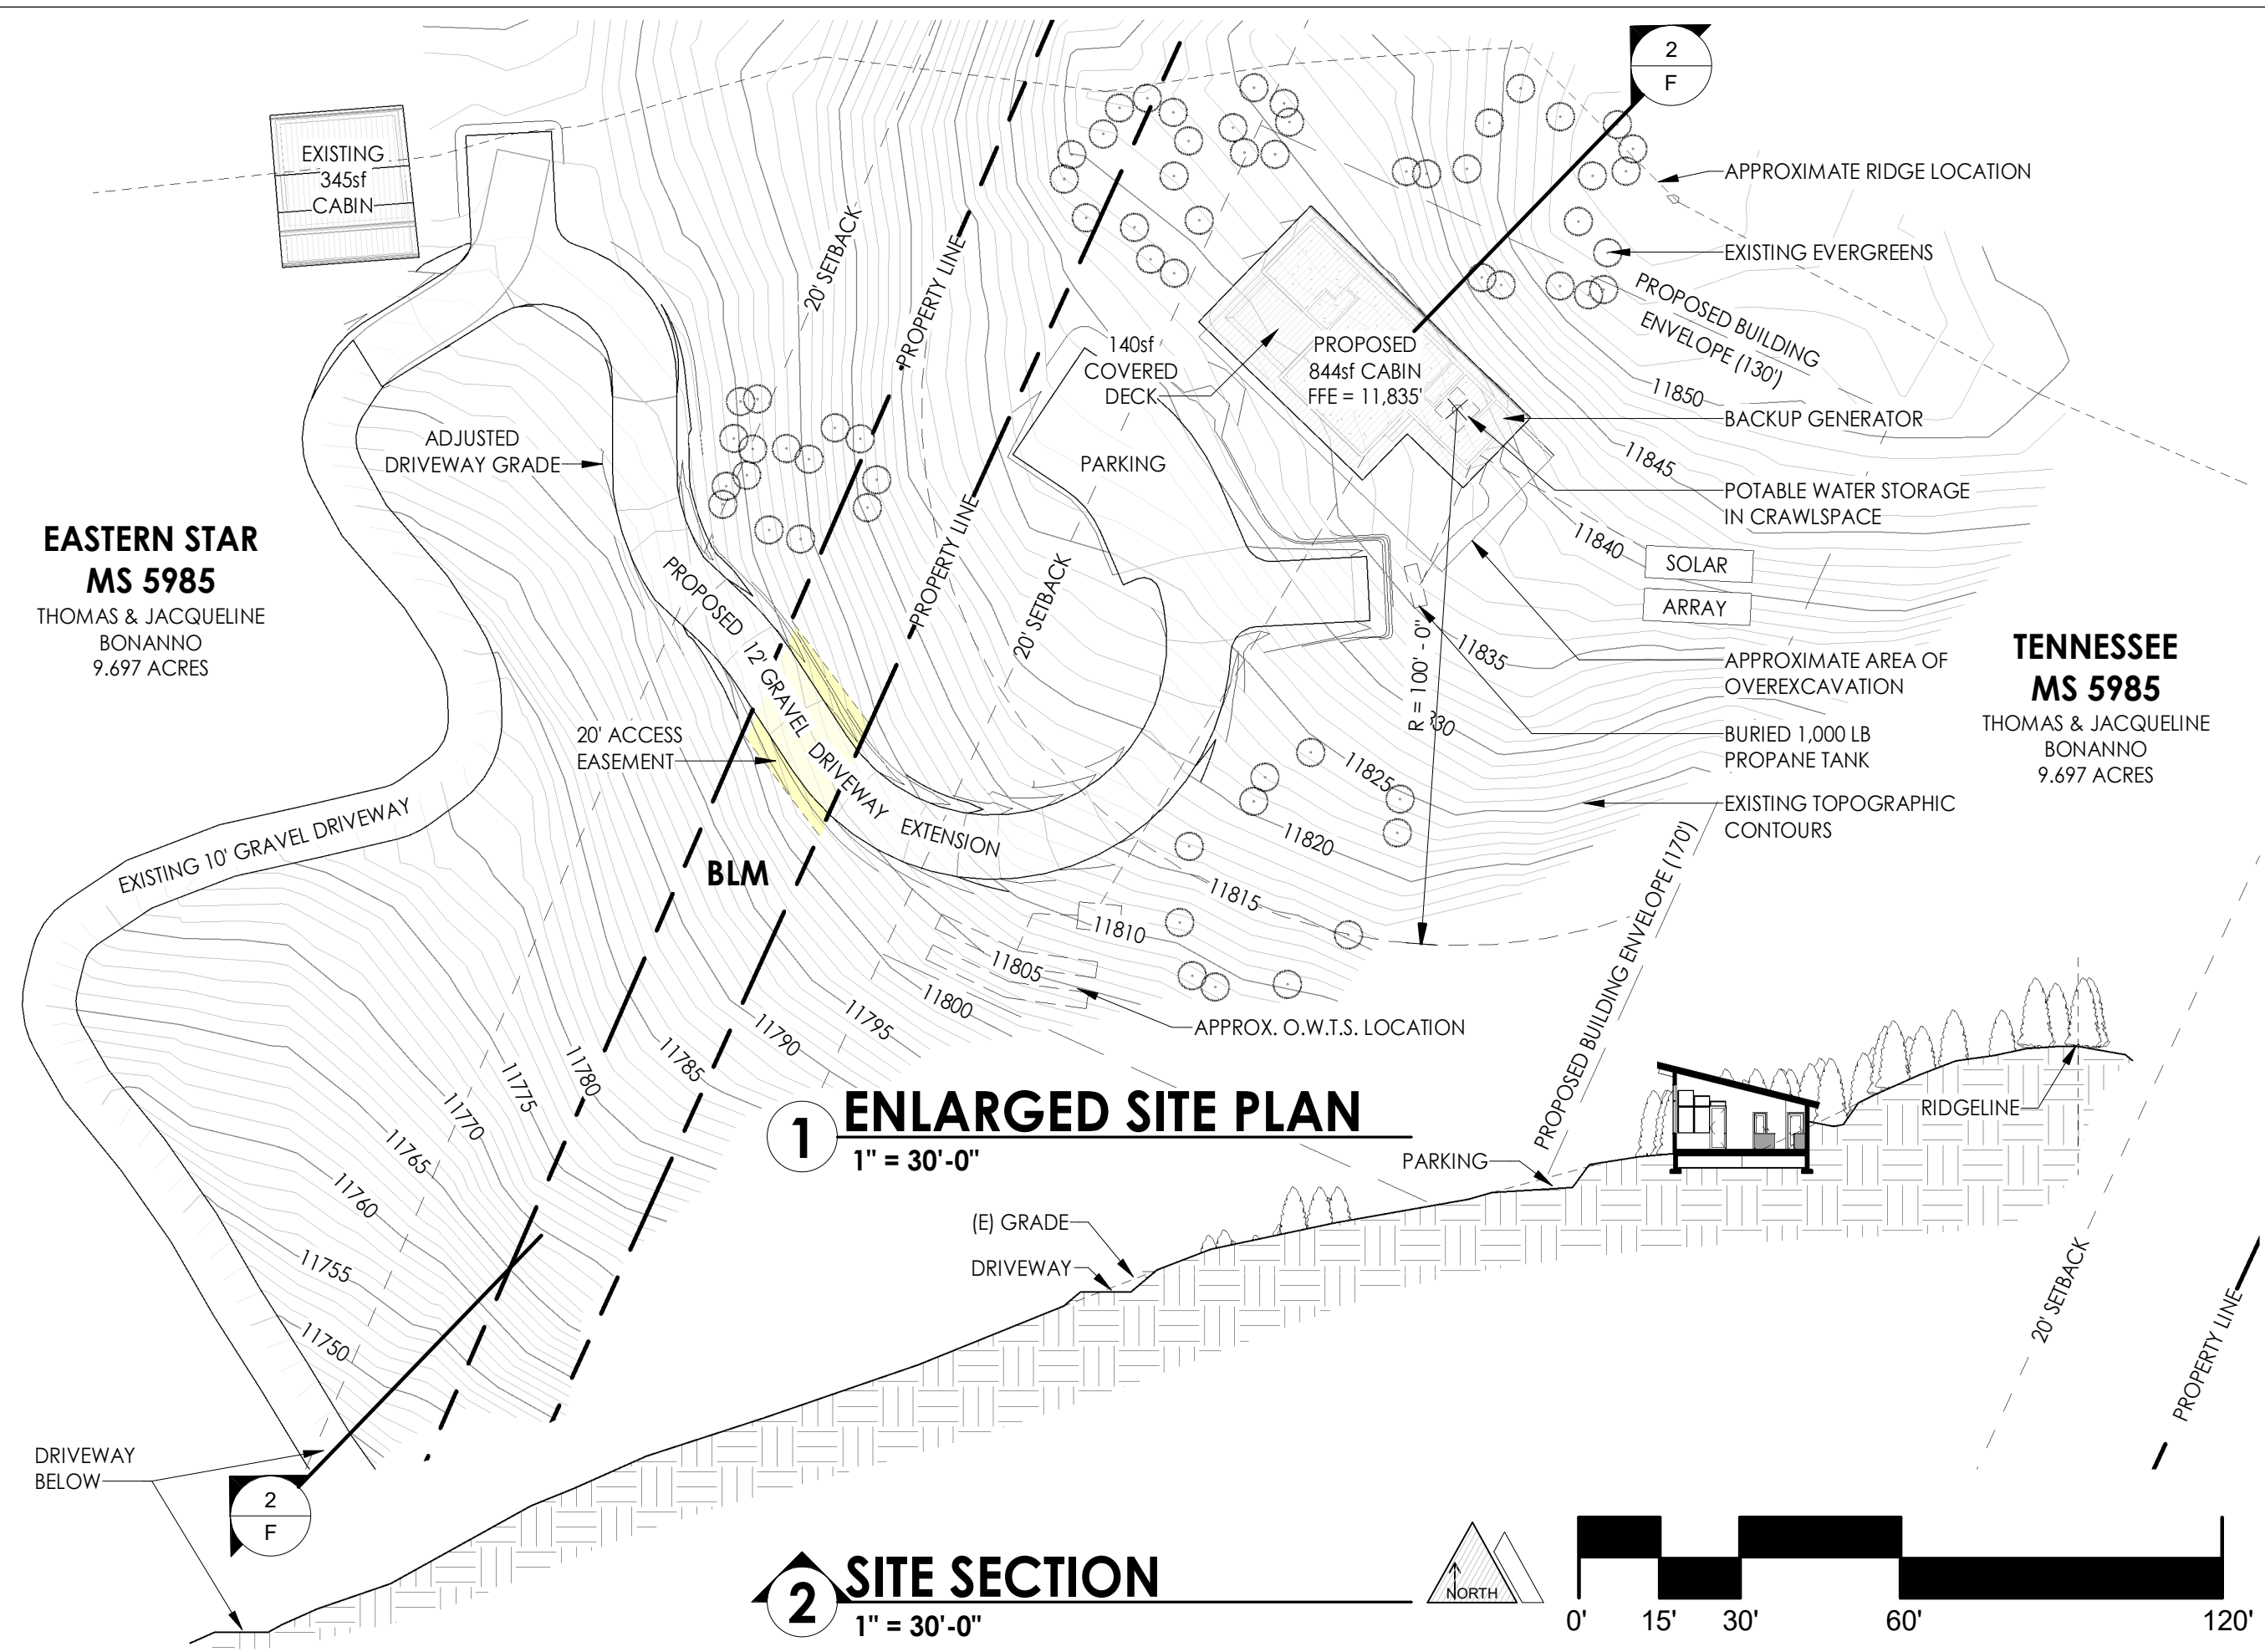 2
F
EXISTING
345sf
CABIN
APPROXIMATE RIDGE LOCATION
EXISTING EVERGREENS
PROPOSED BUILDING
ENVELOPE (130')
20' SETBACK
PROPERTY LINE
140sf
COVERED
DECK
PROPOSED
844sf CABIN
FFE = 11,835'
11850
BACKUP GENERATOR
ADJUSTED
DRIVEWAY GRADE
PARKING
11845
POTABLE WATER STORAGE
IN CRAWLSPACE
EASTERN STAR
MS 5985
THOMAS & JACQUELINE
BONANNO
9.697 ACRES
PROPERTY LINE
20' SETBACK
11840
SOLAR
ARRAY
PROPOSED 12' GRAVEL DRIVEWAY EXTENSION
R = 100' - 0"
11835
APPROXIMATE AREA OF
OVEREXCAVATION
TENNESSEE
MS 5985
THOMAS & JACQUELINE
BONANNO
9.697 ACRES
20' ACCESS
EASEMENT
BURIED 1,000 LB
PROPANE TANK
11825
EXISTING TOPOGRAPHIC
CONTOURS
EXISTING 10' GRAVEL DRIVEWAY
11820
BLM
11815
11810
11805
11800
11795
11790
11785
11780
11775
11770
11765
11760
11755
11750
APPROX. O.W.T.S. LOCATION
PROPOSED BUILDING ENVELOPE (170')
1
ENLARGED SITE PLAN
1" = 30'-0"
RIDGELINE
PARKING
(E) GRADE
DRIVEWAY
20' SETBACK
PROPERTY LINE
DRIVEWAY
BELOW
2
F
2
SITE SECTION
1" = 30'-0"
NORTH
0' 15' 30' 60' 120'